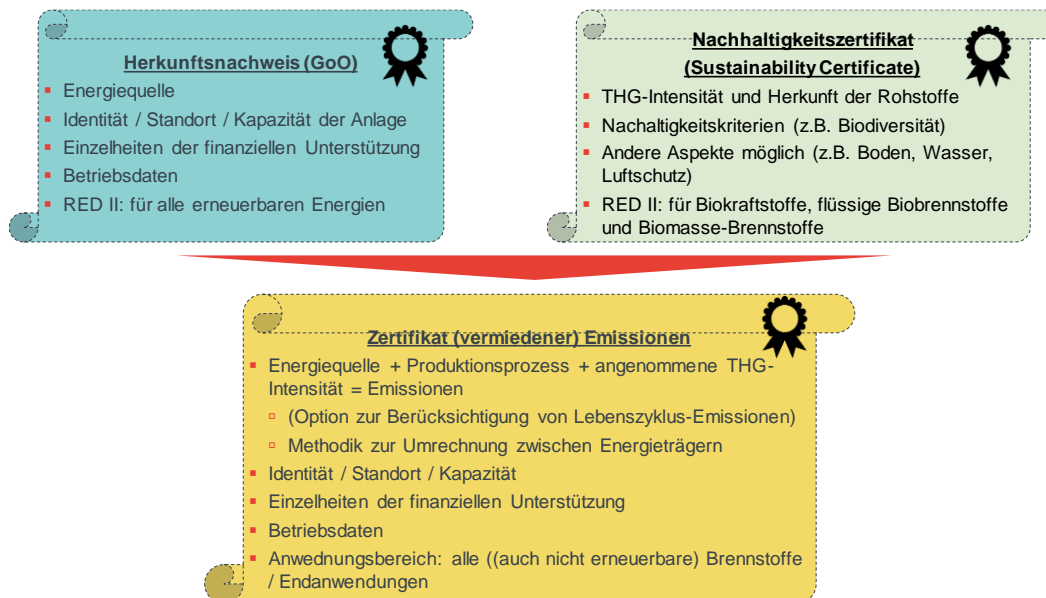 Herkunftsnachweis (GoO)
Energiequelle
Identität / Standort / Kapazität der Anlage
Einzelheiten der finanziellen Unterstützung
Betriebsdaten
RED II: für alle erneuerbaren Energien
Nachhaltigkeitszertifikat
(Sustainability Certificate)
THG-Intensität und Herkunft der Rohstoffe
Nachaltigkeitskriterien (z.B. Biodiversität)
Andere Aspekte möglich (z.B. Boden, Wasser,
Luftschutz)
RED II: für Biokraftstoffe, flüssige Biobrennstoffe
und Biomasse-Brennstoffe
Zertifikat (vermiedener) Emissionen
Energiequelle + Produktionsprozess + angenommene THG-
Intensität = Emissionen
(Option zur Berücksichtigung von Lebenszyklus-Emissionen)
Methodik zur Umrechnung zwischen Energieträgern
Identität / Standort / Kapazität
Einzelheiten der finanziellen Unterstützung
Betriebsdaten
Anwednungsbereich: alle ((auch nicht erneuerbare) Brennstoffe
/ Endanwendungen